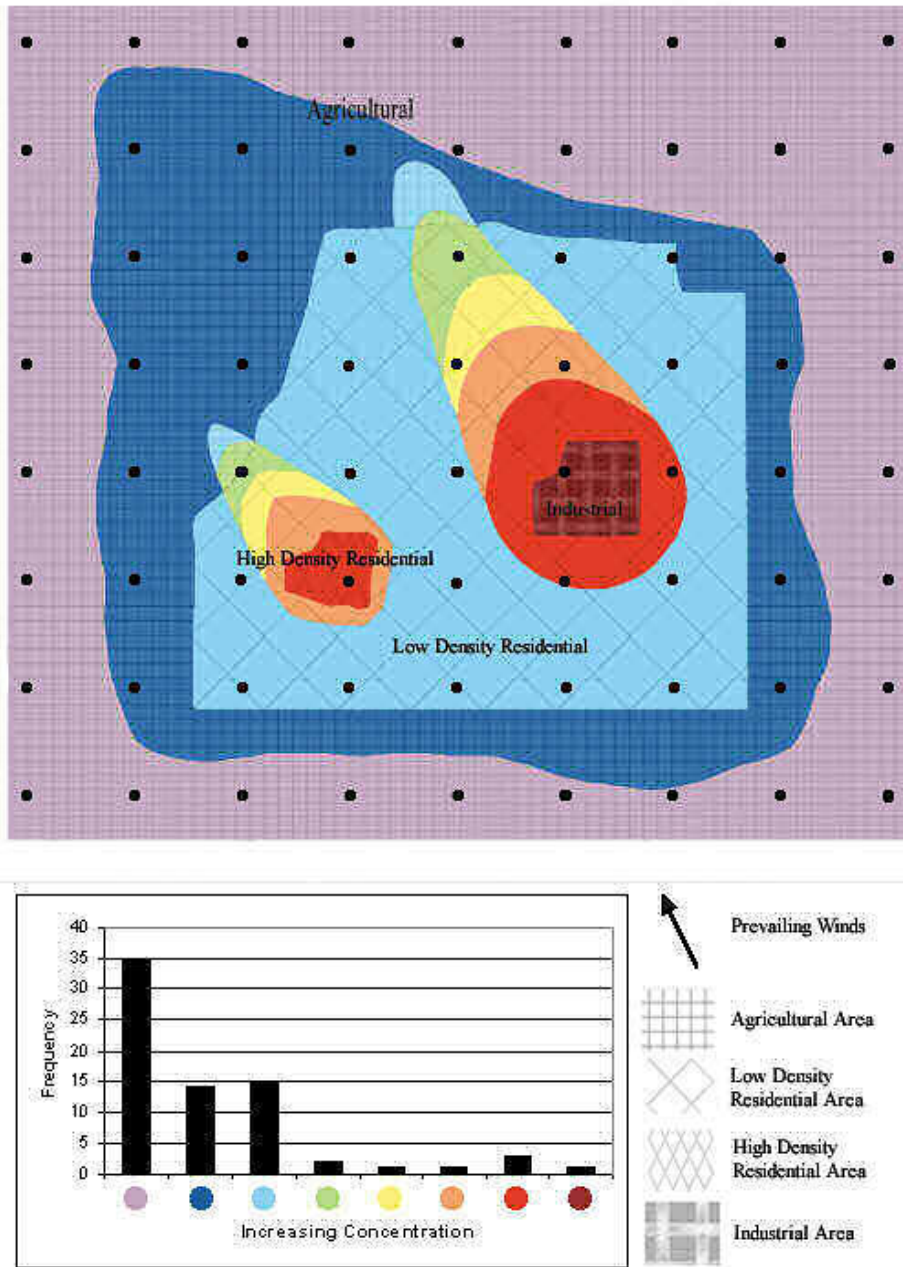 Agricultural
Industrial
High Density Residential
Low Density Residential
40
35
30
25
20
15
10
5
0
Frequency
Increasing Concentration
Prevailing Winds
Agricultural Area
Low Density
Residential Area
High Density
Residential Area
Industrial Area